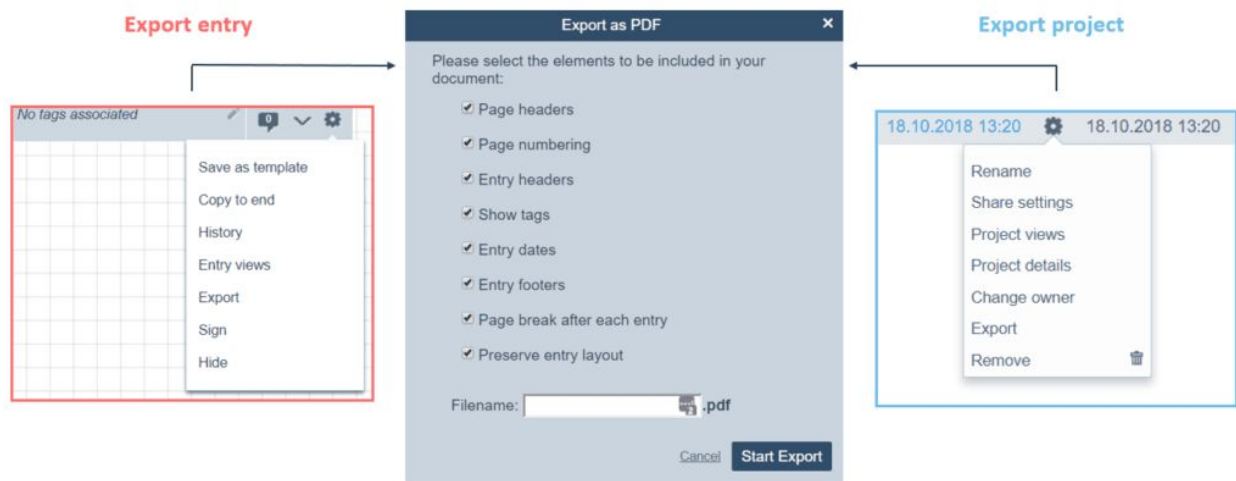 Export entry
No tags associated
0
Save as template
Copy to end
History
Entry views
Export
Sign
Hide
Export as PDF
Please select the elements to be included in your
document:
Page headers
Page numbering
Entry headers
Show tags
Entry dates
Entry footers
Page break after each entry
Preserve entry layout
Filename: .pdf
Cancel Start Export
Export project
18.10.2018 13:20 18.10.2018 13:20
Rename
Share settings
Project views
Project details
Change owner
Export
Remove